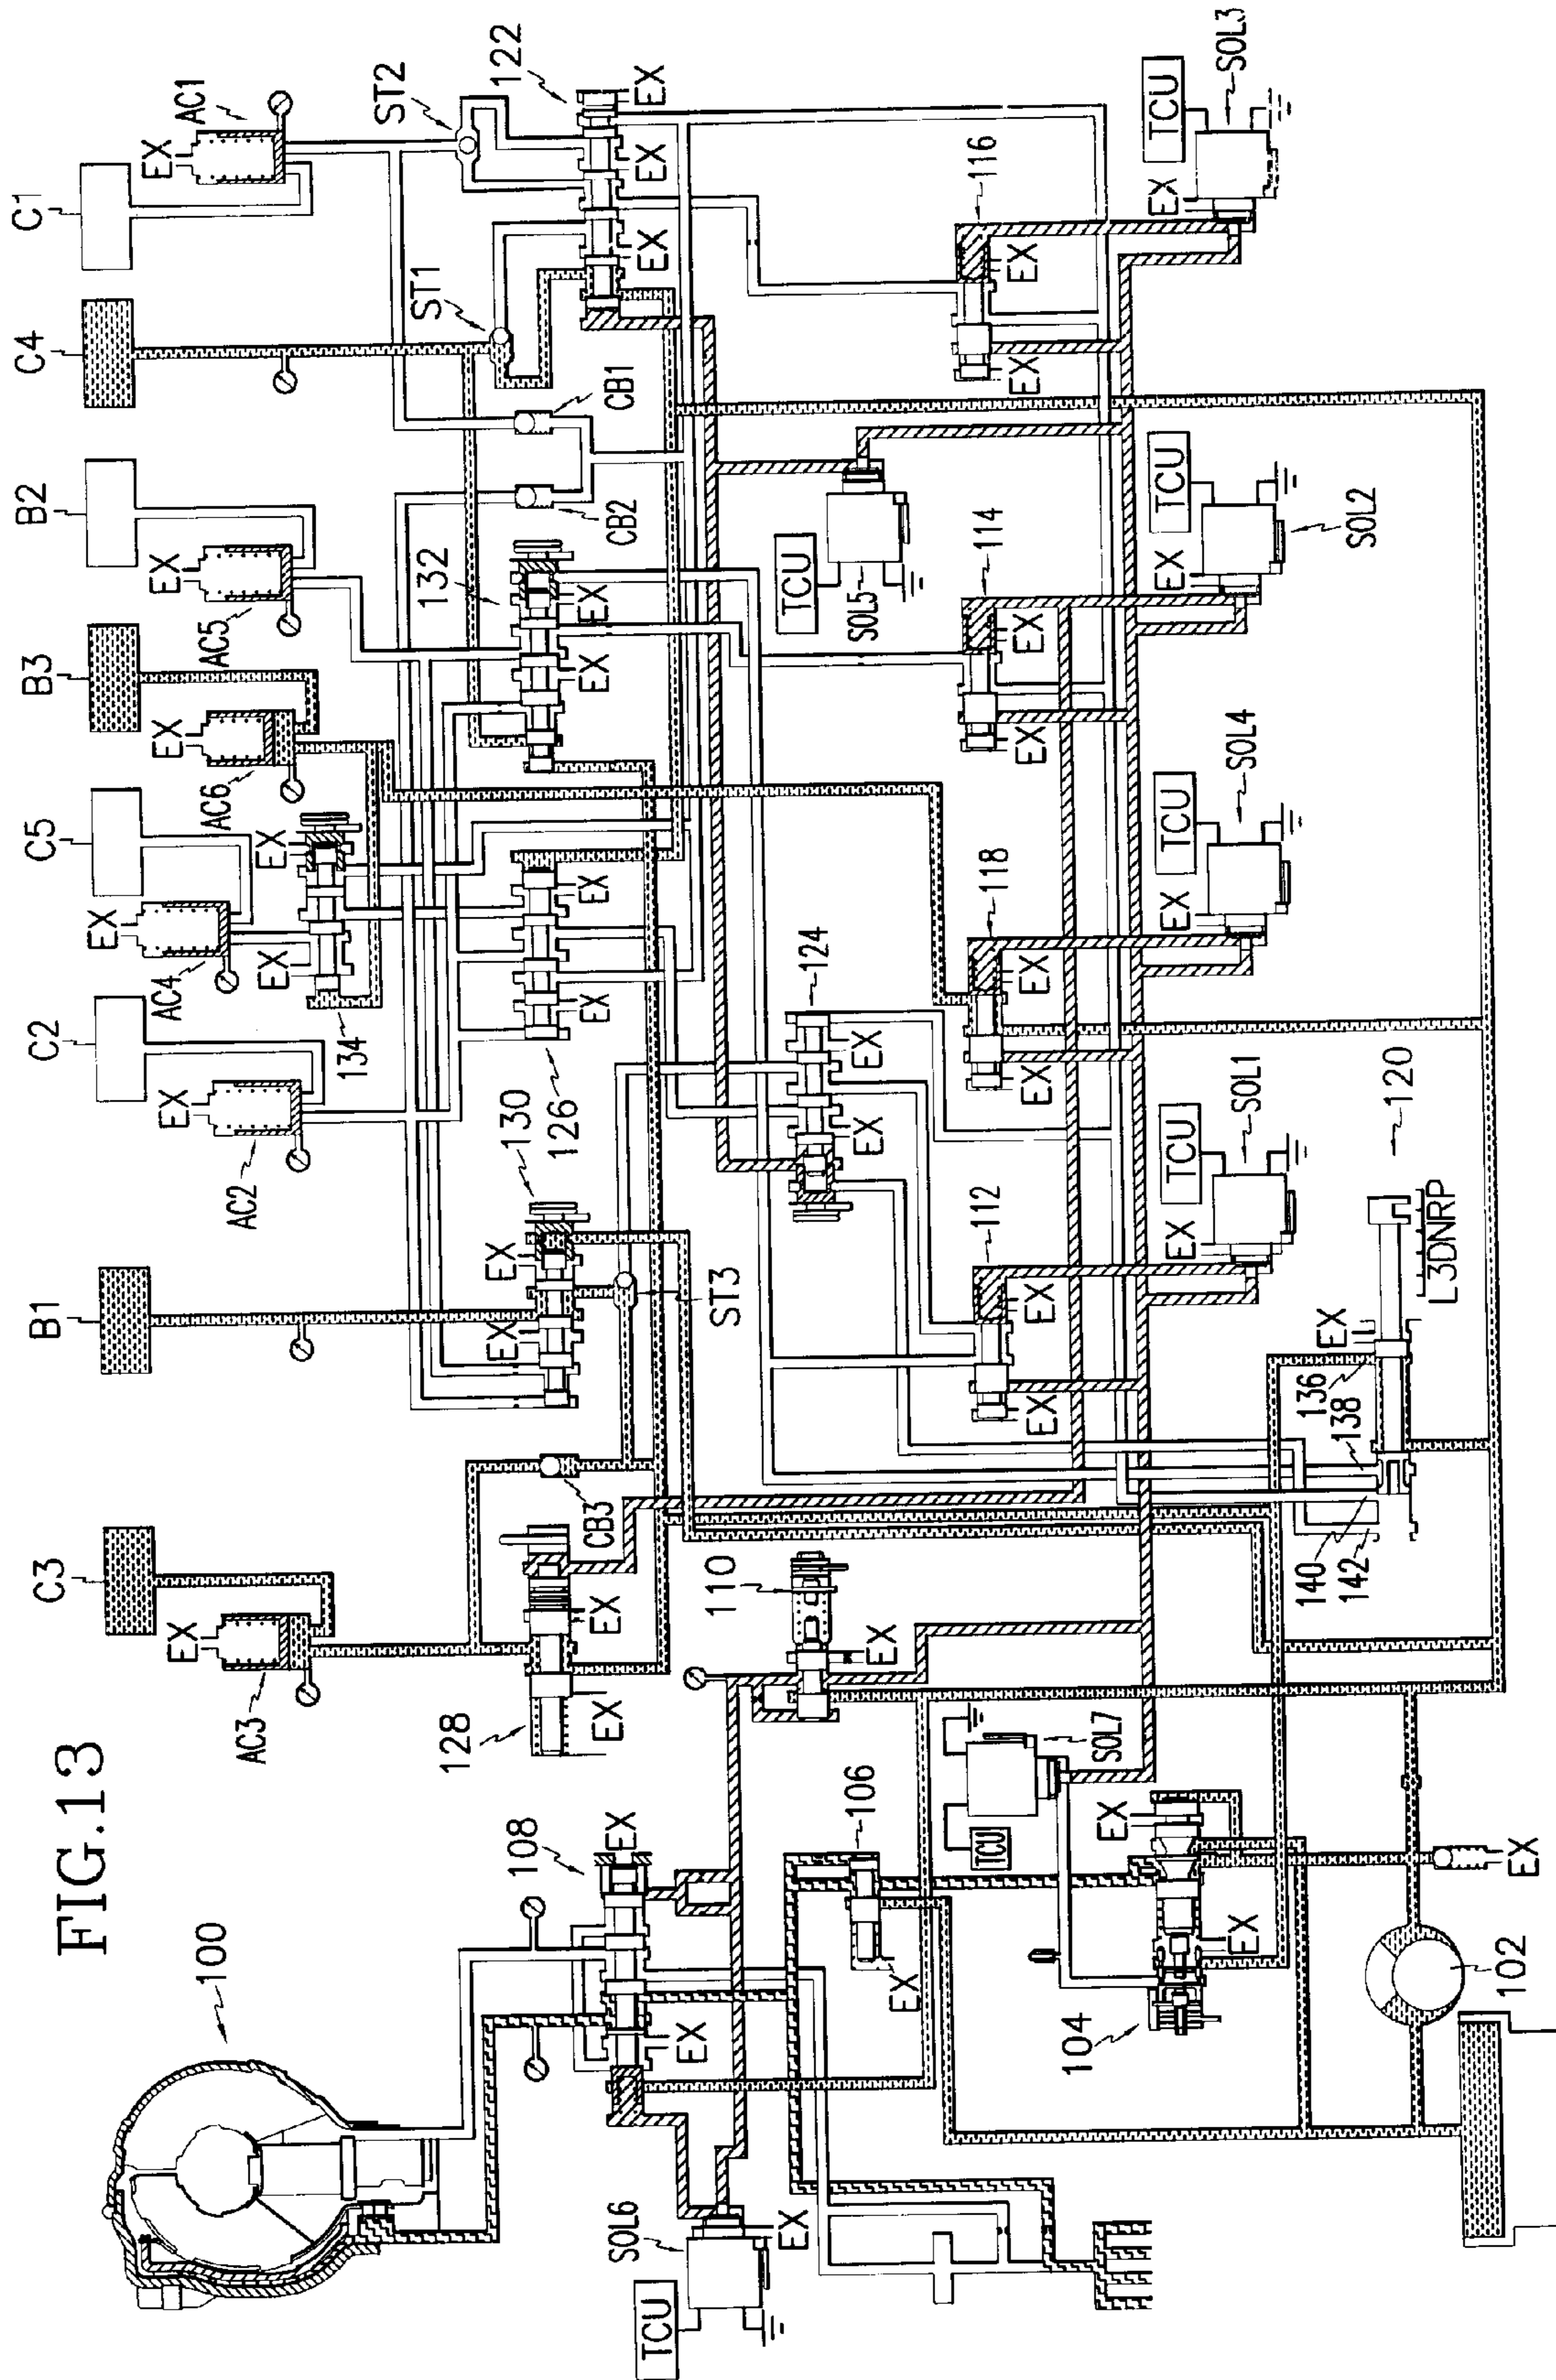 FIG.13
100
C3
B1
C2
C5
B3
B2
C4
C1
EX
AC3
EX
AC2
EX
AC4
EX
AC6
EX
AC5
EX
AC1
134
EX
EX
ST2
ST1
122
EX
EX
EX
108
EX
EX
128
EX
EX
CB3
130
EX
EX
126
EX
EX
132
EX
EX
CB2
CB1
ST3
SOL6
TCU
EX
110
EX
124
EX
EX
TCU
SOL5
106
EX
TCU
SOL7
112
EX
EX
118
EX
EX
114
EX
EX
116
EX
EX
104
EX
EX
TCU
SOL1
EX
TCU
SOL4
EX
TCU
SOL2
EX
TCU
SOL3
EX
102
EX
140
142
138
136
EX
120
L3DNRP